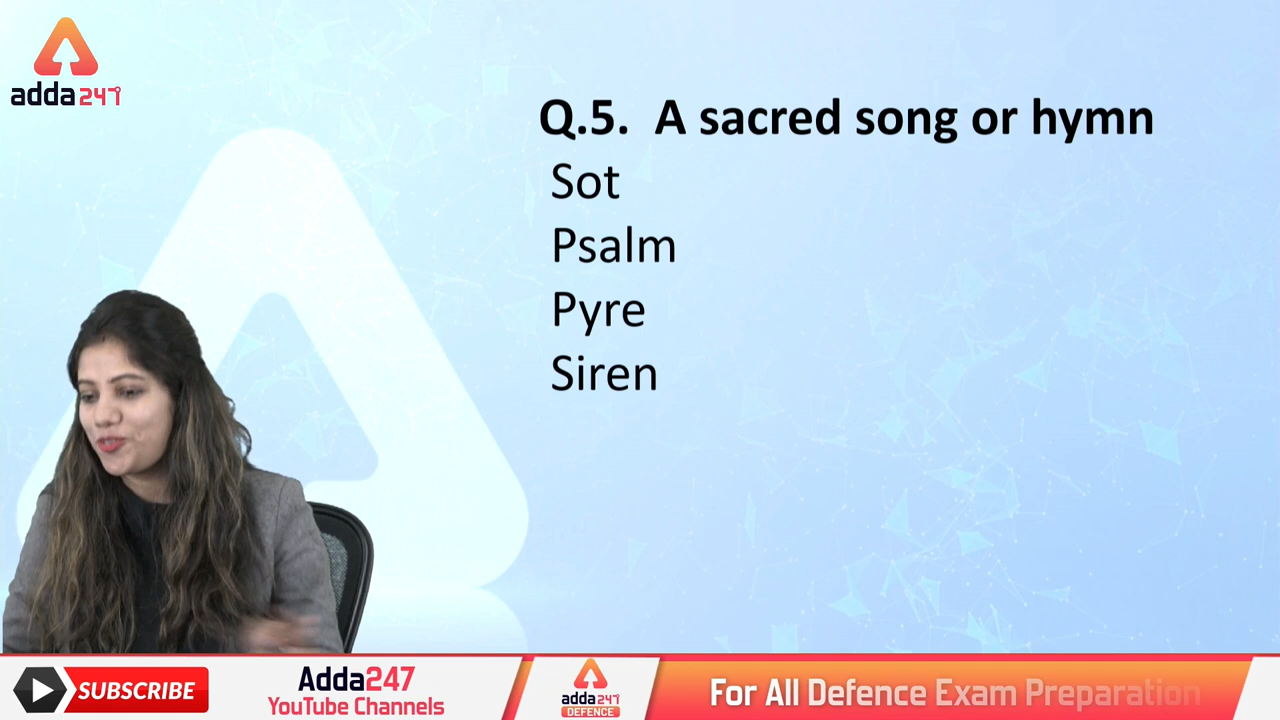 adda247
Q.5. A sacred song or hymn
Sot
Psalm
Pyre
Siren
SUBSCRIBE
Adda247
YouTube Channels
adda247
DEFENCE
For All Defence Exam Preparation